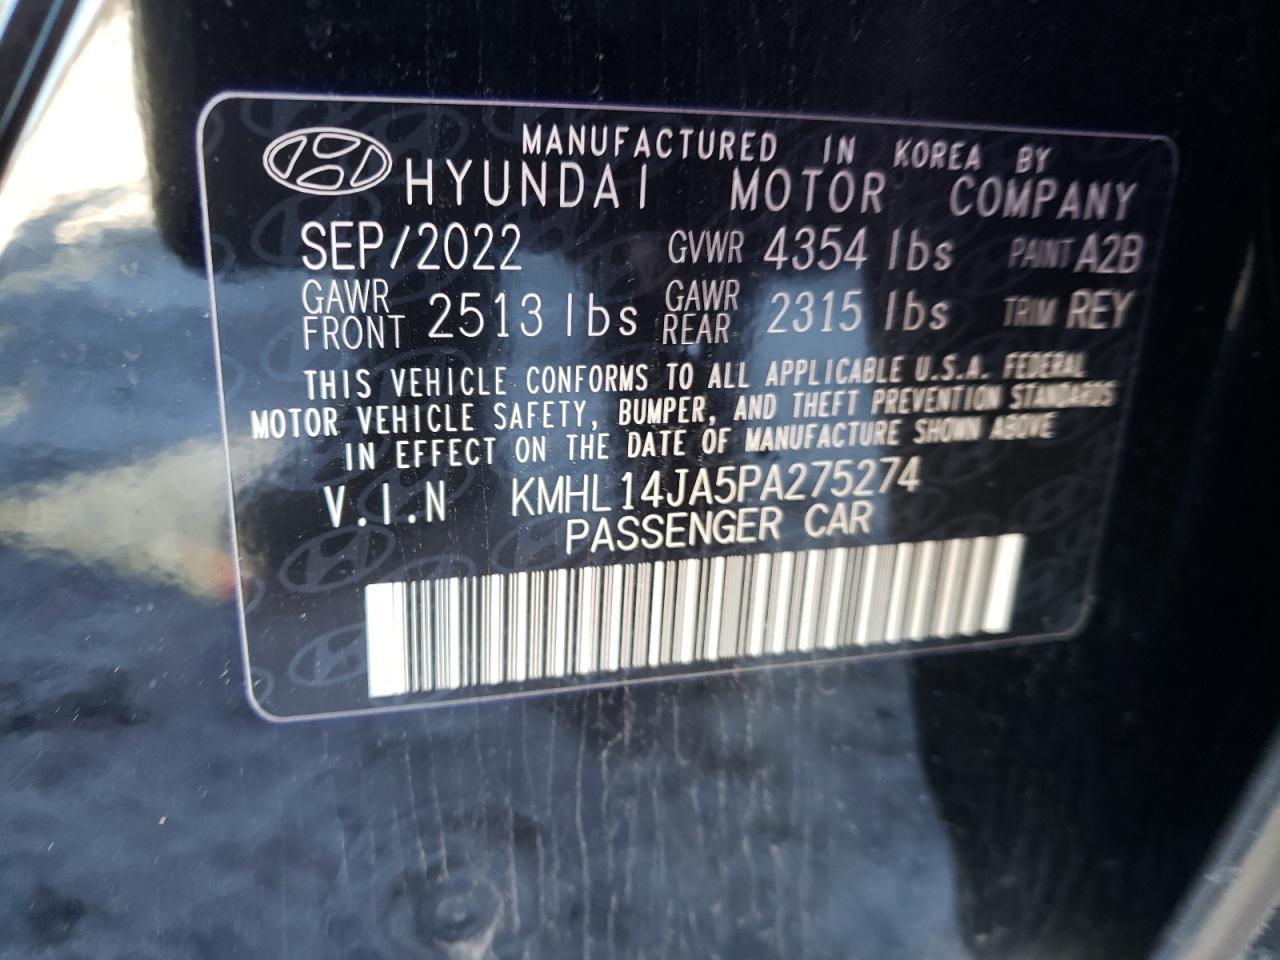 MANUFACTURED IN KOREA BY
HYUNDAI MOTOR COMPANY
SEP/2022 GVWR 4354 lbs PAINT A2B
GAWR FRONT 2513 lbs GAWR REAR 2315 lbs TRIM REY
THIS VEHICLE CONFORMS TO ALL APPLICABLE U.S.A. FEDERAL
MOTOR VEHICLE SAFETY, BUMPER, AND THEFT PREVENTION STANDARDS
IN EFFECT ON THE DATE OF MANUFACTURE SHOWN ABOVE
V.I.N KMHL14JA5PA275274
PASSENGER CAR